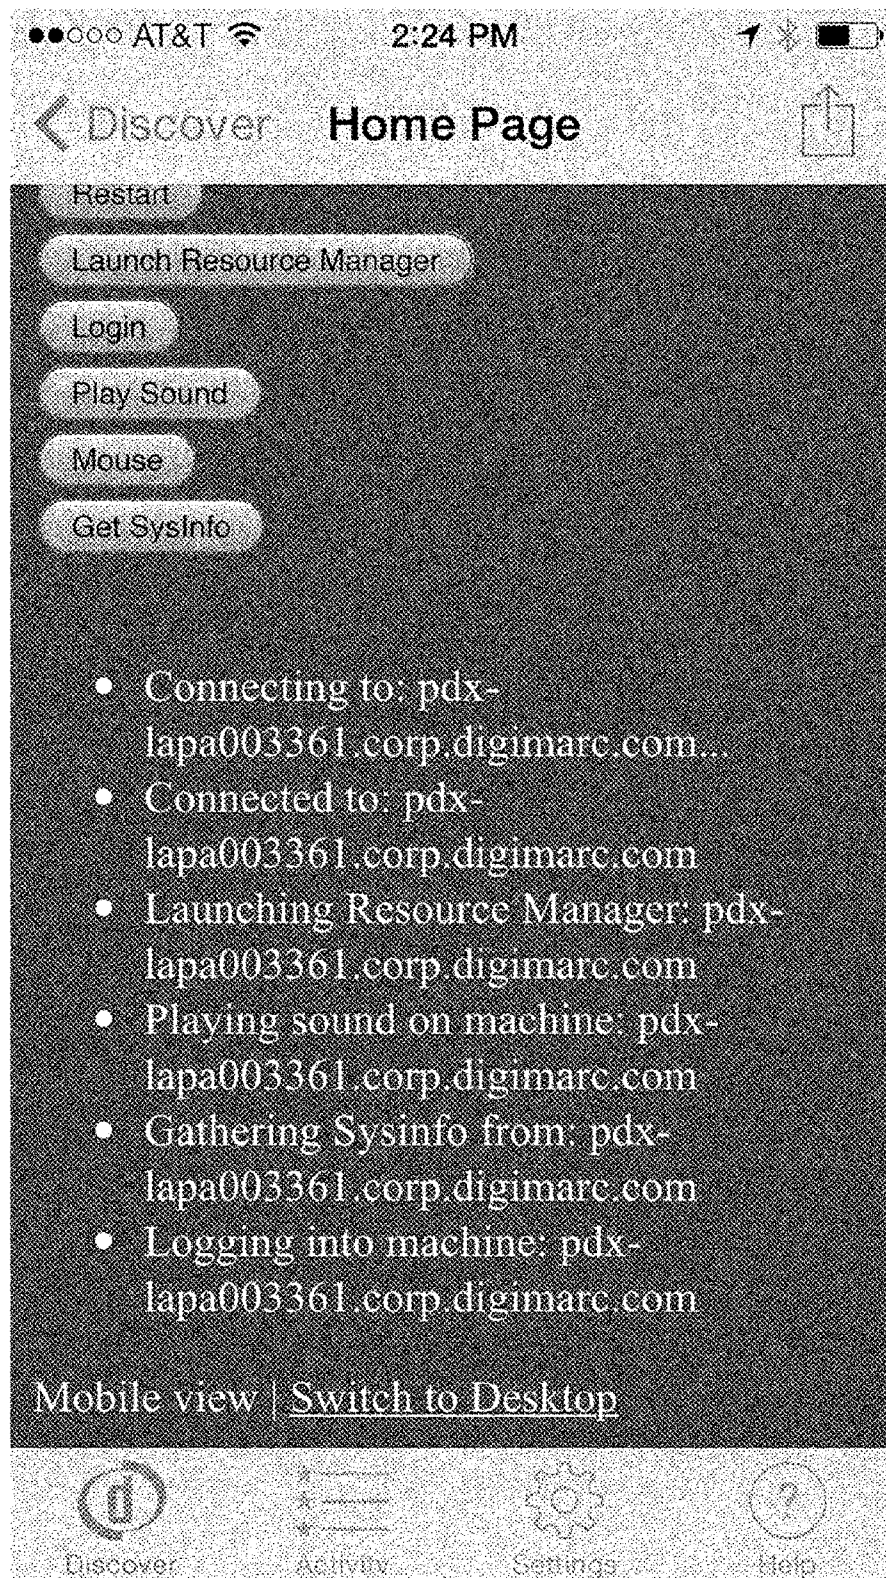 AT&T 2:24 PM
Discover Home Page
Restart
Launch Resource Manager
Login
Play Sound
Mouse
Get SysInfo
• Connecting to: pdx-
lapa003361.corp.digimarc.com...
• Connected to: pdx-
lapa003361.corp.digimarc.com
• Launching Resource Manager: pdx-
lapa003361.corp.digimarc.com
• Playing sound on machine: pdx-
lapa003361.corp.digimarc.com
• Gathering Sysinfo from: pdx-
lapa003361.corp.digimarc.com
• Logging into machine: pdx-
lapa003361.corp.digimarc.com
Mobile view | Switch to Desktop
Discover Activity Settings Help